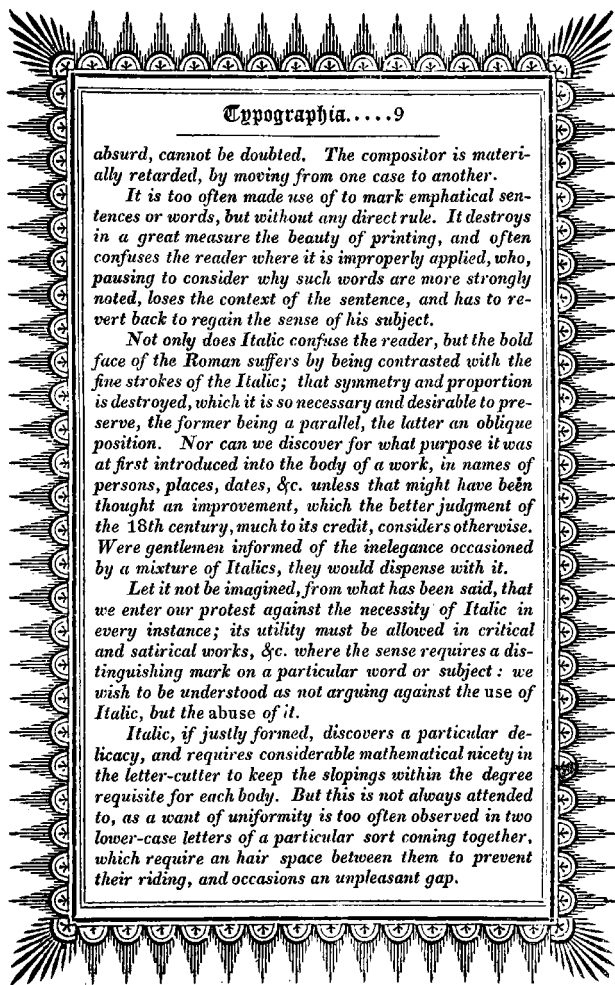 Typographia.....9
absurd, cannot be doubted. The compositor is materi-
ally retarded, by moving from one case to another.
It is too often made use of to mark emphatical sen-
tences or words, but without any direct rule. It destroys
in a great measure the beauty of printing, and often
confuses the reader where it is improperly applied, who,
pausing to consider why such words are more strongly
noted, loses the context of the sentence, and has to re-
vert back to regain the sense of his subject.
Not only does Italic confuse the reader, but the bold
face of the Roman suffers by being contrasted with the
fine strokes of the Italic; that symmetry and proportion
is destroyed, which it is so necessary and desirable to pre-
serve, the former being a parallel, the latter an oblique
position. Nor can we discover for what purpose it was
at first introduced into the body of a work, in names of
persons, places, dates, &c. unless that might have been
thought an improvement, which the better judgment of
the 18th century, much to its credit, considers otherwise.
Were gentlemen informed of the inelegance occasioned
by a mixture of Italics, they would dispense with it.
Let it not be imagined, from what has been said, that
we enter our protest against the necessity of Italic in
every instance; its utility must be allowed in critical
and satirical works, &c. where the sense requires a dis-
tinguishing mark on a particular word or subject: we
wish to be understood as not arguing against the use of
Italic, but the abuse of it.
Italic, if justly formed, discovers a particular de-
licacy, and requires considerable mathematical nicety in
the letter-cutter to keep the slopings within the degree
requisite for each body. But this is not always attended
to, as a want of uniformity is too often observed in two
lower-case letters of a particular sort coming together,
which require an hair space between them to prevent
their riding, and occasions an unpleasant gap.